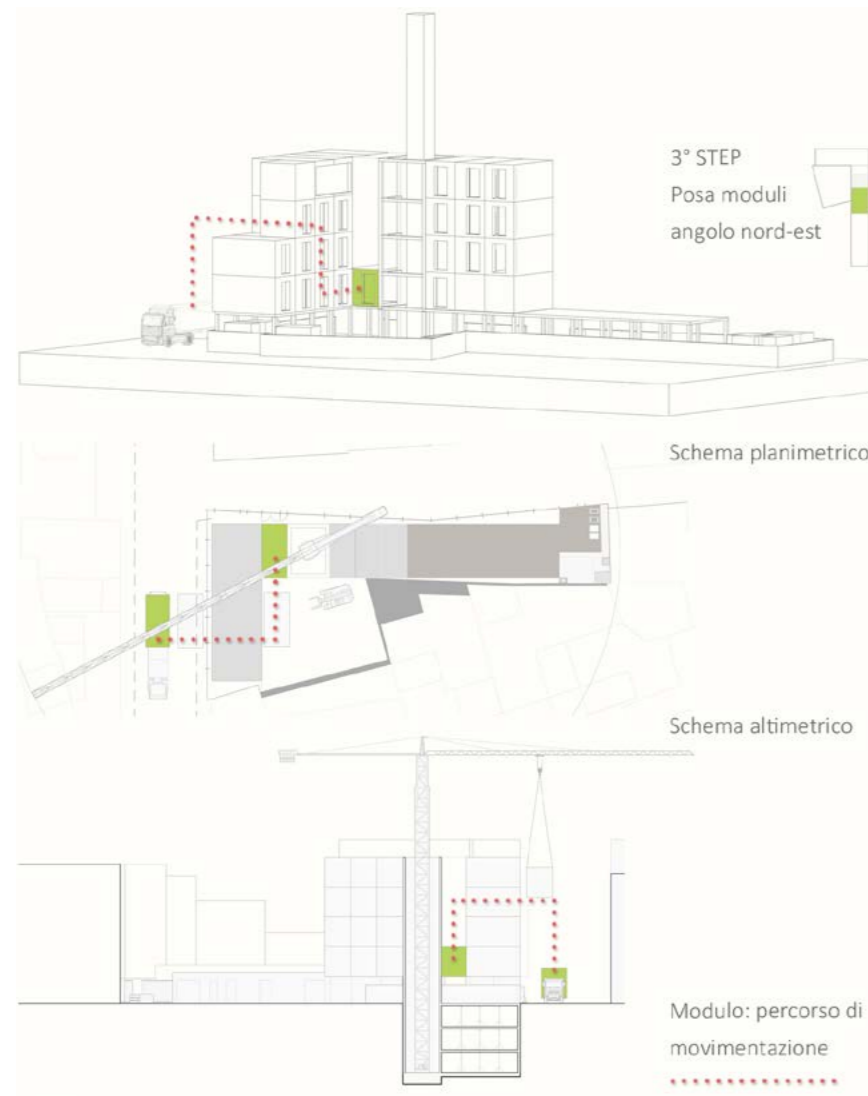 3° STEP
Posa moduli
angolo nord-est
Schema planimetrico
Schema altimetrico
Modulo: percorso di
movimentazione